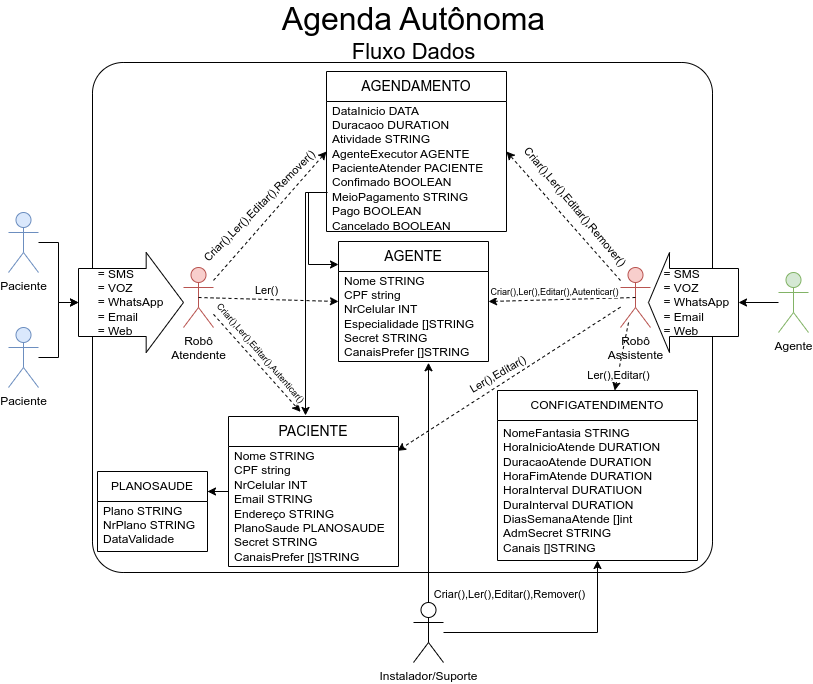 Agenda Autônoma
Fluxo Dados
AGENDAMENTO
DataInicio DATA
Duracaoo DURATION
Atividade STRING
AgenteExecutor AGENTE
PacienteAtender PACIENTE
Confimado BOOLEAN
MeioPagamento STRING
Pago BOOLEAN
Cancelado BOOLEAN
Criar(),Ler(),Editar(),Remover()
Criar(),Ler(),Editar(),Remover()
Paciente
Paciente
= SMS
= VOZ
= WhatsApp
= Email
= Web
Robô
Atendente
Ler()
Criar(),Ler(),Editar(),Autenticar()
AGENTE
Nome STRING
CPF string
NrCelular INT
Especialidade []STRING
Secret STRING
CanaisPrefer []STRING
Criar(),Ler(),Editar(),Autenticar()
Robô
Assistente
= SMS
= VOZ
= WhatsApp
= Email
= Web
Agente
Ler(),Editar()
Ler(),Editar()
PACIENTE
Nome STRING
CPF string
NrCelular INT
Email STRING
Endereço STRING
PlanoSaude PLANOSAUDE
Secret STRING
CanaisPrefer []STRING
PLANOSAUDE
Plano STRING
NrPlano STRING
DataValidade
CONFIGATENDIMENTO
NomeFantasia STRING
HoraInicioAtende DURATION
DuracaoAtende DURATION
HoraFimAtende DURATION
HoraInterval DURATIUON
DuraInterval DURATION
DiasSemanaAtende []int
AdmSecret STRING
Canais []STRING
Criar(),Ler(),Editar(),Remover()
Instalador/Suporte